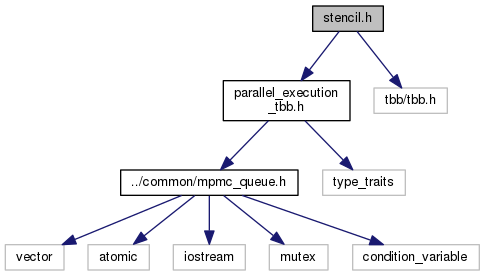 stencil.h
parallel_execution
_tbb.h
tbb/tbb.h
../common/mpmc_queue.h
type_traits
vector
atomic
iostream
mutex
condition_variable